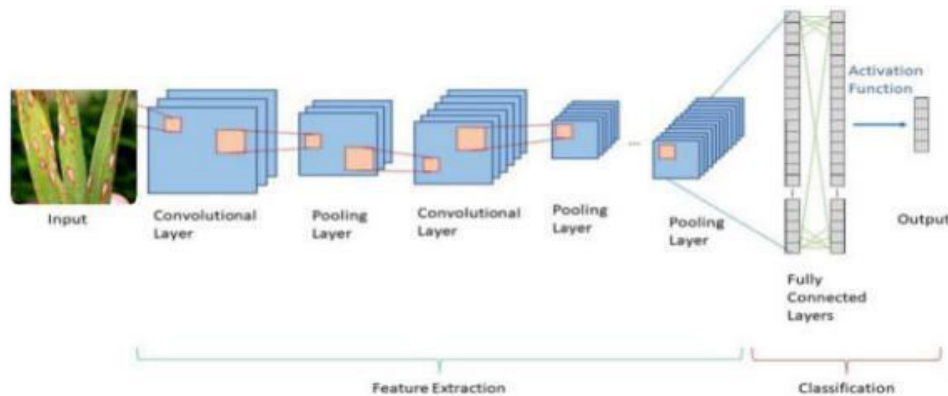 Activation
Function
Input
Convolutional
Layer
Pooling
Layer
Convolutional
Layer
Pooling
Layer
...
Pooling
Layer
Output
Fully
Connected
Layers
Feature Extraction
Classification